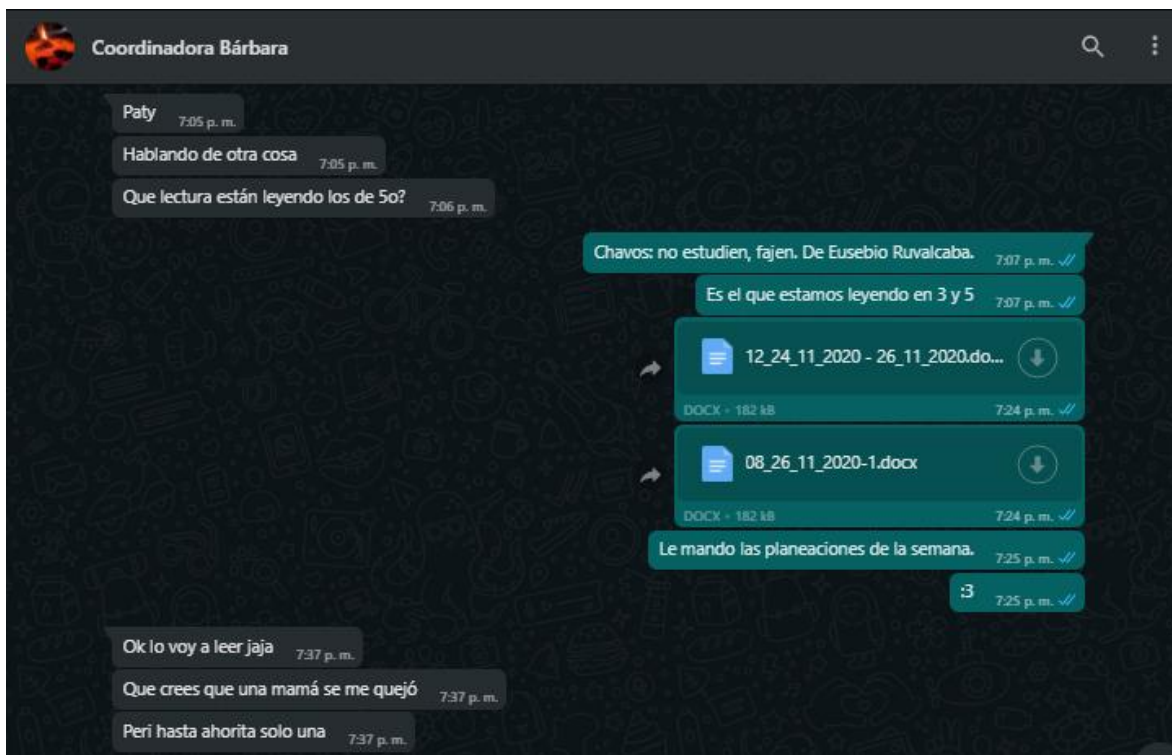 Coordinadora Bárbara
Paty 7:05 p. m.
Hablando de otra cosa 7:05 p. m.
Que lectura están leyendo los de 5o? 7:06 p. m.
Chavos: no estudien, fajen. De Eusebio Ruvalcaba. 7:07 p. m.
Es el que estamos leyendo en 3 y 5 7:07 p. m.
12_24_11_2020 - 26_11_2020.do...
DOCX • 182 kB 7:24 p. m.
08_26_11_2020-1.docx
DOCX • 182 kB 7:24 p. m.
Le mando las planeaciones de la semana. 7:25 p. m.
:3 7:25 p. m.
Ok lo voy a leer jaja 7:37 p. m.
Que crees que una mamá se me quejó 7:37 p. m.
Peri hasta ahorita solo una 7:37 p. m.